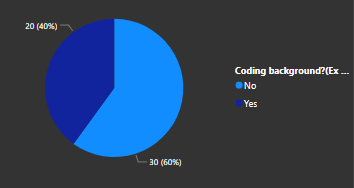 20 (40%)
Coding background?(Ex ...
No
Yes
30 (60%)